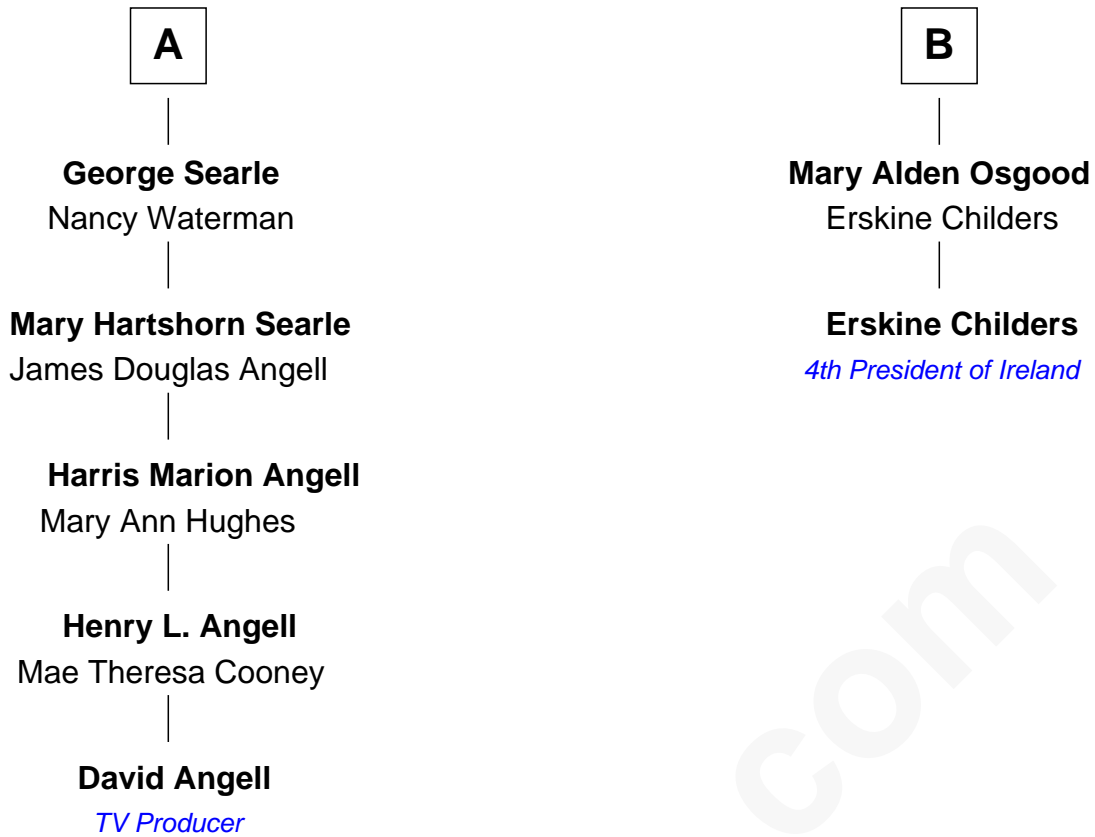 A
George Searle
Nancy Waterman
Mary Hartshorn Searle
James Douglas Angell
Harris Marion Angell
Mary Ann Hughes
Henry L. Angell
Mae Theresa Cooney
David Angell
TV Producer
B
Mary Alden Osgood
Erskine Childers
Erskine Childers
4th President of Ireland
com